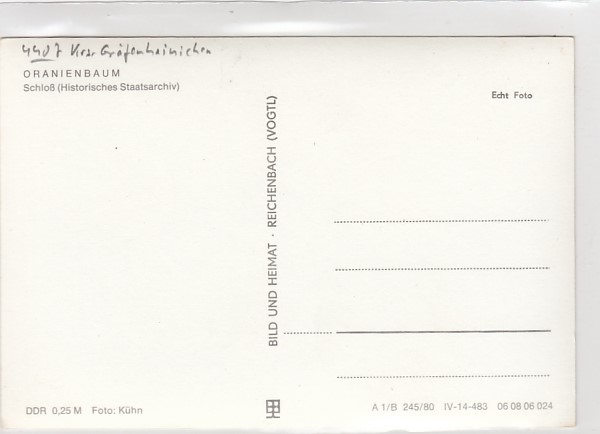 4407 Krs. Gräfenhainichen
ORANIENBAUM
Schloß (Historisches Staatsarchiv)
Echt Foto
BILD UND HEIMAT · REICHENBACH (VOGTL)
DDR 0,25 M Foto: Kühn
A 1/B 245/80 IV-14-483 06 08 06 024